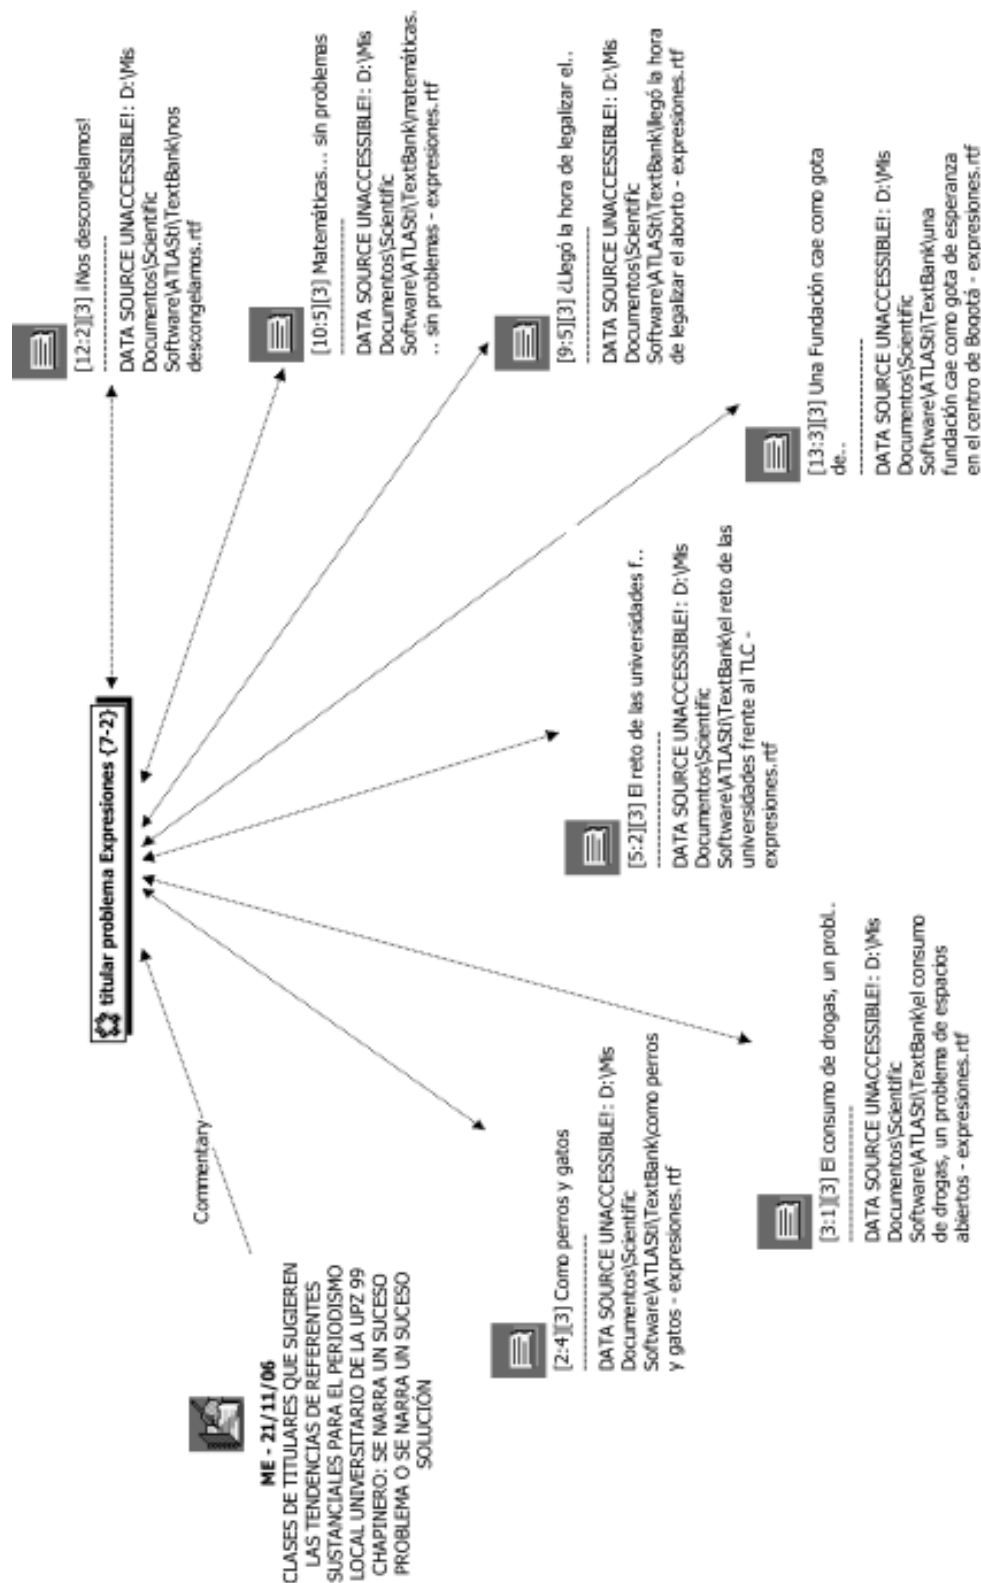 titular problema Expresiones {7-2}
Commentary
ME - 21/11/06
CLASES DE TITULARES QUE SUGIEREN
LAS TENDENCIAS DE REFERENTES
SUSTANCIALES PARA EL PERIODISMO
LOCAL UNIVERSITARIO DE LA UPZ 99
CHAPINERO: SE NARRA UN SUCESO
PROBLEMA O SE NARRA UN SUCESO
SOLUCIÓN
[2:4][3] Como perros y gatos
DATA SOURCE UNACCESSIBLE!: D:\Mis
Documentos\Scientific
Software\ATLASti\TextBank\como perros
y gatos - expresiones.rtf
[3:1][3] El consumo de drogas, un probl..
DATA SOURCE UNACCESSIBLE!: D:\Mis
Documentos\Scientific
Software\ATLASti\TextBank\el consumo
de drogas, un problema de espacios
abiertos - expresiones.rtf
[5:2][3] El reto de las universidades f..
DATA SOURCE UNACCESSIBLE!: D:\Mis
Documentos\Scientific
Software\ATLASti\TextBank\el reto de las
universidades frente al TLC -
expresiones.rtf
[13:3][3] Una Fundación cae como gota
de..
DATA SOURCE UNACCESSIBLE!: D:\Mis
Documentos\Scientific
Software\ATLASti\TextBank\una
fundación cae como gota de esperanza
en el centro de Bogotá - expresiones.rtf
[9:5][3] ¿Llegó la hora de legalizar el..
DATA SOURCE UNACCESSIBLE!: D:\Mis
Documentos\Scientific
Software\ATLASti\TextBank\llegó la hora
de legalizar el aborto - expresiones.rtf
[10:5][3] Matemáticas... sin problemas
DATA SOURCE UNACCESSIBLE!: D:\Mis
Documentos\Scientific
Software\ATLASti\TextBank\matemáticas.
.. sin problemas - expresiones.rtf
[12:2][3] ¡Nos descongelamos!
DATA SOURCE UNACCESSIBLE!: D:\Mis
Documentos\Scientific
Software\ATLASti\TextBank\nos
descongelamos.rtf